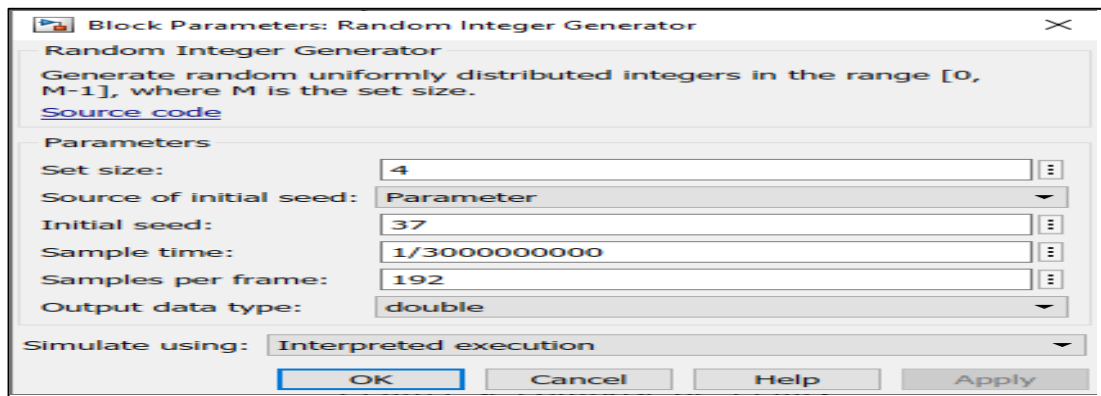 Block Parameters: Random Integer Generator
Random Integer Generator
Generate random uniformly distributed integers in the range [0,
M-1], where M is the set size.
Source code
Parameters
Set size: 4
Source of initial seed: Parameter
Initial seed: 37
Sample time: 1/3000000000
Samples per frame: 192
Output data type: double
Simulate using: Interpreted execution
OK Cancel Help Apply